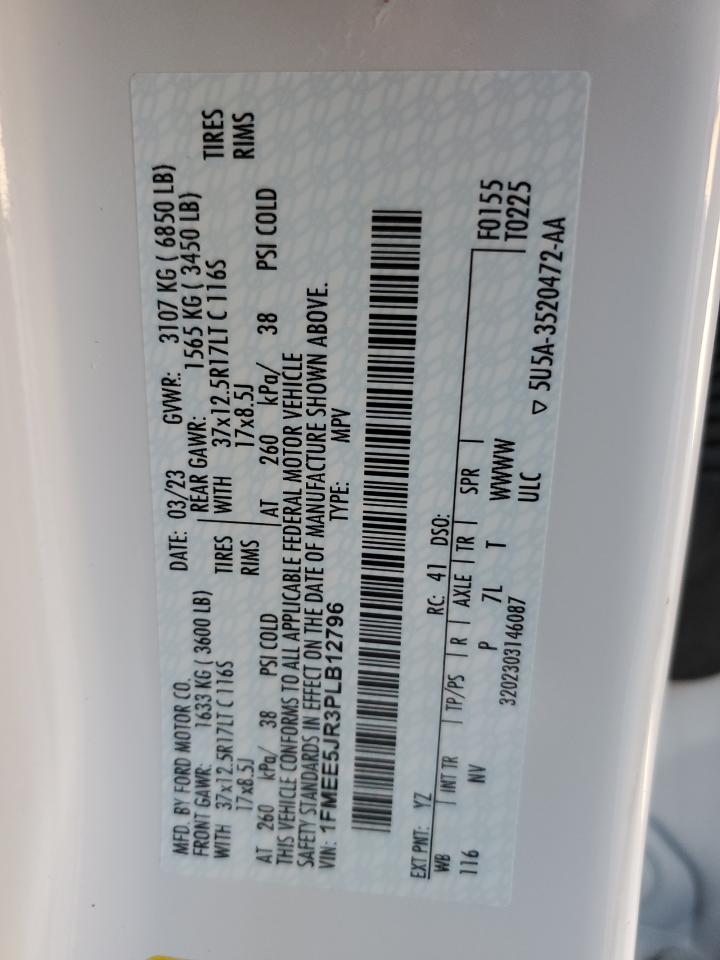 MFD. BY FORD MOTOR CO.
DATE: 03/23 GVWR: 3107 KG ( 6850 LB)
FRONT GAWR: 1633 KG ( 3600 LB) REAR GAWR: 1565 KG ( 3450 LB)
WITH 37x12.5R17LT C 116S TIRES WITH 37x12.5R17LT C 116S TIRES
17x8.5J RIMS 17x8.5J RIMS
AT 260 kPa/ 38 PSI COLD AT 260 kPa/ 38 PSI COLD
THIS VEHICLE CONFORMS TO ALL APPLICABLE FEDERAL MOTOR VEHICLE
SAFETY STANDARDS IN EFFECT ON THE DATE OF MANUFACTURE SHOWN ABOVE.
VIN: 1FMEE5JR3PLB12796 TYPE: MPV
EXT PNT: YZ RC: 41 DSO: F0155
WB INT TR TP/PS R AXLE TR SPR T0225
116 NV P 7L T WWWW
3202303146087 ULC ▽ 5U5A-3520472-AA